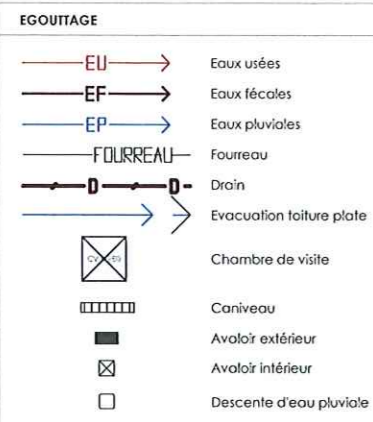 EGOUTTAGE
EU Eaux usées
EF Eaux fécales
EP Eaux pluviales
FOURREAU Fourreau
D D Drain
Evacuation toiture plate
CV Chambre de visite
Caniveau
Avaloir extérieur
Avaloir intérieur
Descente d'eau pluviale